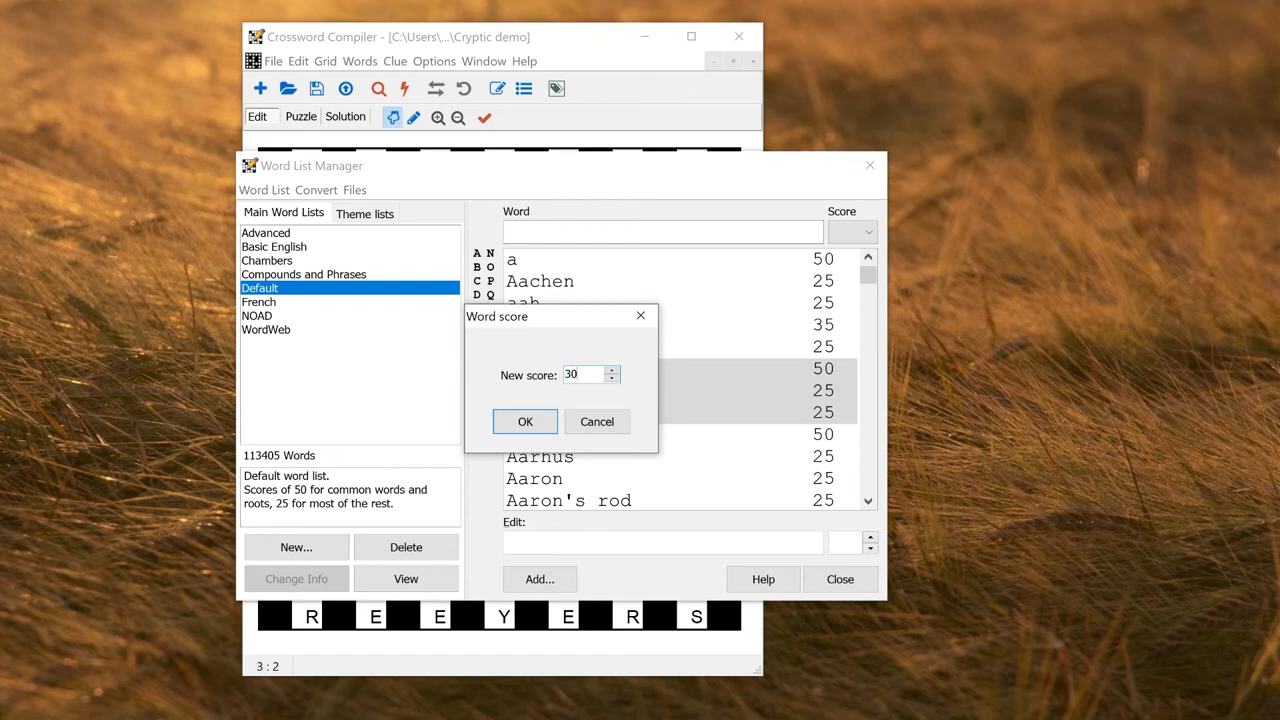 Crossword Compiler - [C:\Users\...\Cryptic demo]
File Edit Grid Words Clue Options Window Help
Edit Puzzle Solution
Word List Manager
Word List Convert Files
Main Word Lists Theme lists
Advanced
Basic English
Chambers
Compounds and Phrases
Default
French
NOAD
WordWeb
113405 Words
Default word list.
Scores of 50 for common words and
roots, 25 for most of the rest.
New... Delete
Change Info View
Word Score
A N
B O
C P
D Q
a 50
Aachen 25
aah 25
35
25
50
25
25
50
Aarhus 25
Aaron 25
Aaron's rod 25
Edit:
Add... Help Close
Word score
New score: 30
OK Cancel
R E E Y E R S
3 : 2